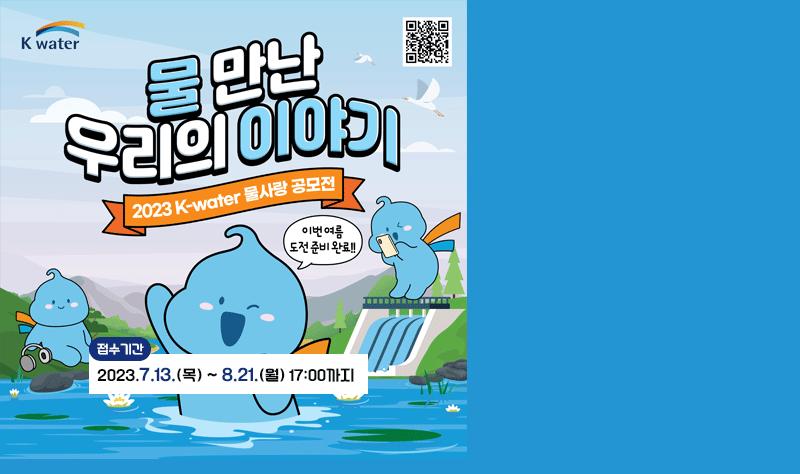 K water
물 만난
우리의 이야기
2023 K-water 물사랑 공모전
이번 여름
도전 준비 완료!!
접수기간
2023.7.13.(목) ~ 8.21.(월) 17:00까지